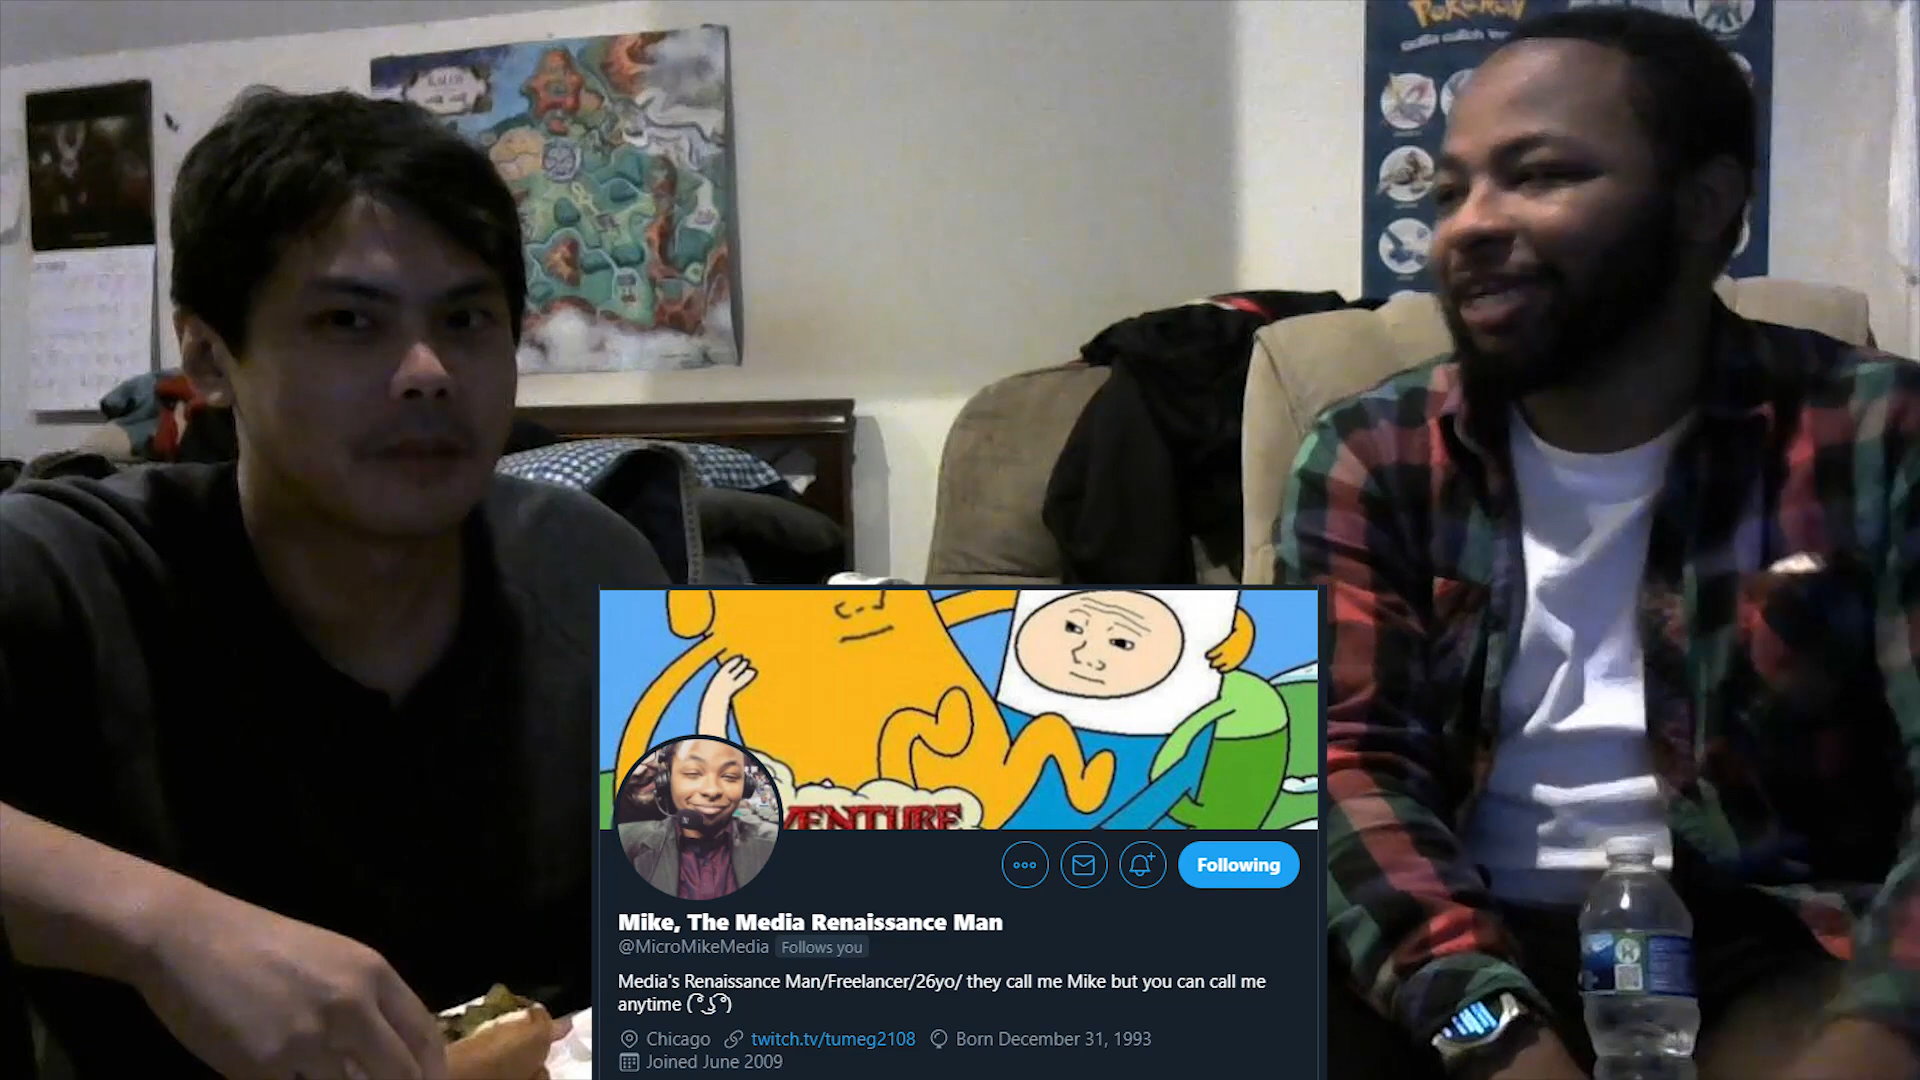 POKéMON
VENTURE
Following
Mike, The Media Renaissance Man
@MicroMikeMedia Follows you
Media's Renaissance Man/Freelancer/26yo/ they call me Mike but you can call me
anytime ( ͡° ͜ʖ ͡°)
Chicago twitch.tv/tumeg2108 Born December 31, 1993
Joined June 2009